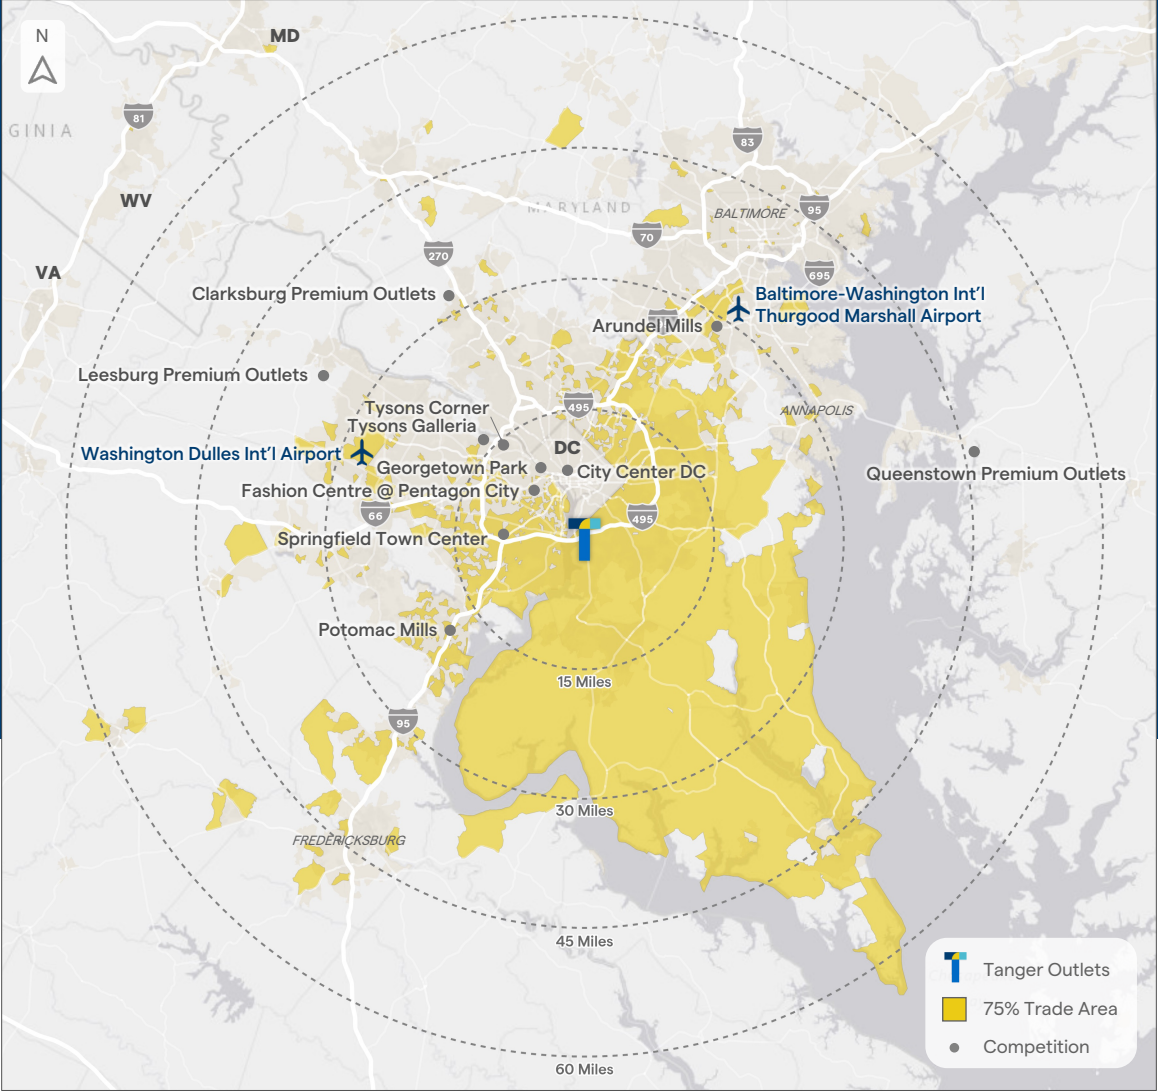 N
MD
81
83
GINIA
WV
95
MARYLAND
BALTIMORE
70
270
VA
695
Clarksburg Premium Outlets
Baltimore-Washington Int'l
Thurgood Marshall Airport
Arundel Mills
Leesburg Premium Outlets
495
Tysons Corner
Tysons Galleria
ANNAPOLIS
DC
Washington Dulles Int'l Airport
Georgetown Park
City Center DC
Queenstown Premium Outlets
Fashion Centre @ Pentagon City
66
495
Springfield Town Center
Potomac Mills
15 Miles
95
30 Miles
FREDERICKSBURG
45 Miles
Tanger Outlets
75% Trade Area
Competition
60 Miles